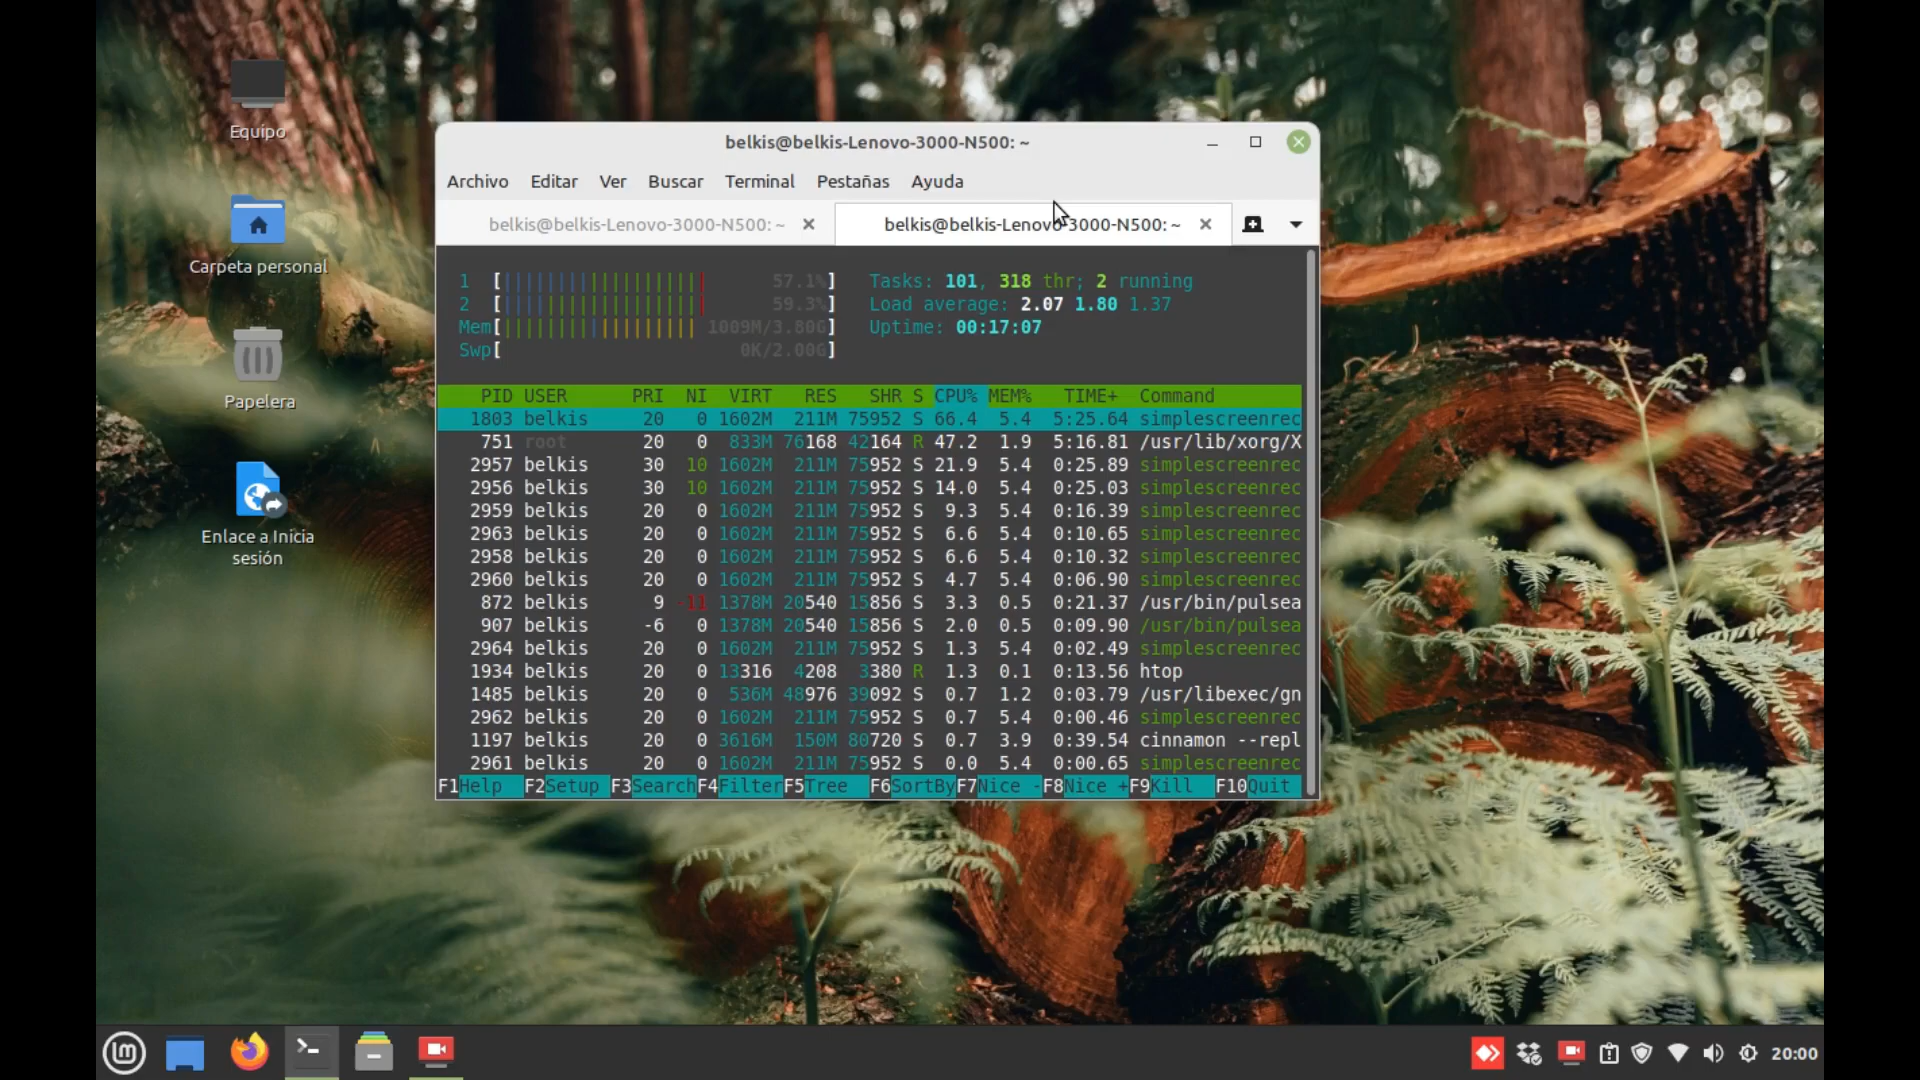 Equipo
Carpeta personal
Papelera
Enlace a Inicia
sesión
belkis@belkis-Lenovo-3000-N500: ~
Archivo Editar Ver Buscar Terminal Pestañas Ayuda
belkis@belkis-Lenovo-3000-N500: ~ belkis@belkis-Lenovo-3000-N500: ~
1 [|||||||||||||||||||57.1%] Tasks: 101, 318 thr; 2 running
2 [|||||||||||||||||||59.3%] Load average: 2.07 1.80 1.37
Mem[||||||||||||||||||1009M/3.80G] Uptime: 00:17:07
Swp[ 0K/2.00G]
PID USER PRI NI VIRT RES SHR S CPU% MEM% TIME+ Command
1803 belkis 20 0 1602M 211M 75952 S 66.4 5.4 5:25.64 simplescreenrec
751 root 20 0 833M 76168 42164 R 47.2 1.9 5:16.81 /usr/lib/xorg/X
2957 belkis 30 10 1602M 211M 75952 S 21.9 5.4 0:25.89 simplescreenrec
2956 belkis 30 10 1602M 211M 75952 S 14.0 5.4 0:25.03 simplescreenrec
2959 belkis 20 0 1602M 211M 75952 S 9.3 5.4 0:16.39 simplescreenrec
2963 belkis 20 0 1602M 211M 75952 S 6.6 5.4 0:10.65 simplescreenrec
2958 belkis 20 0 1602M 211M 75952 S 6.6 5.4 0:10.32 simplescreenrec
2960 belkis 20 0 1602M 211M 75952 S 4.7 5.4 0:06.90 simplescreenrec
872 belkis 9 -11 1378M 20540 15856 S 3.3 0.5 0:21.37 /usr/bin/pulsea
907 belkis -6 0 1378M 20540 15856 S 2.0 0.5 0:09.90 /usr/bin/pulsea
2964 belkis 20 0 1602M 211M 75952 S 1.3 5.4 0:02.49 simplescreenrec
1934 belkis 20 0 13316 4208 3380 R 1.3 0.1 0:13.56 htop
1485 belkis 20 0 536M 48976 39092 S 0.7 1.2 0:03.79 /usr/libexec/gn
2962 belkis 20 0 1602M 211M 75952 S 0.7 5.4 0:00.46 simplescreenrec
1197 belkis 20 0 3616M 150M 80720 S 0.7 3.9 0:39.54 cinnamon --repl
2961 belkis 20 0 1602M 211M 75952 S 0.0 5.4 0:00.65 simplescreenrec
F1Help F2Setup F3SearchF4FilterF5Tree F6SortByF7Nice -F8Nice +F9Kill F10Quit
20:00